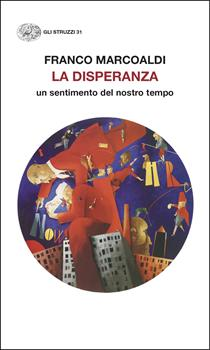 GLI STRUZZI 31
FRANCO MARCOALDI
LA DISPERANZA
un sentimento del nostro tempo